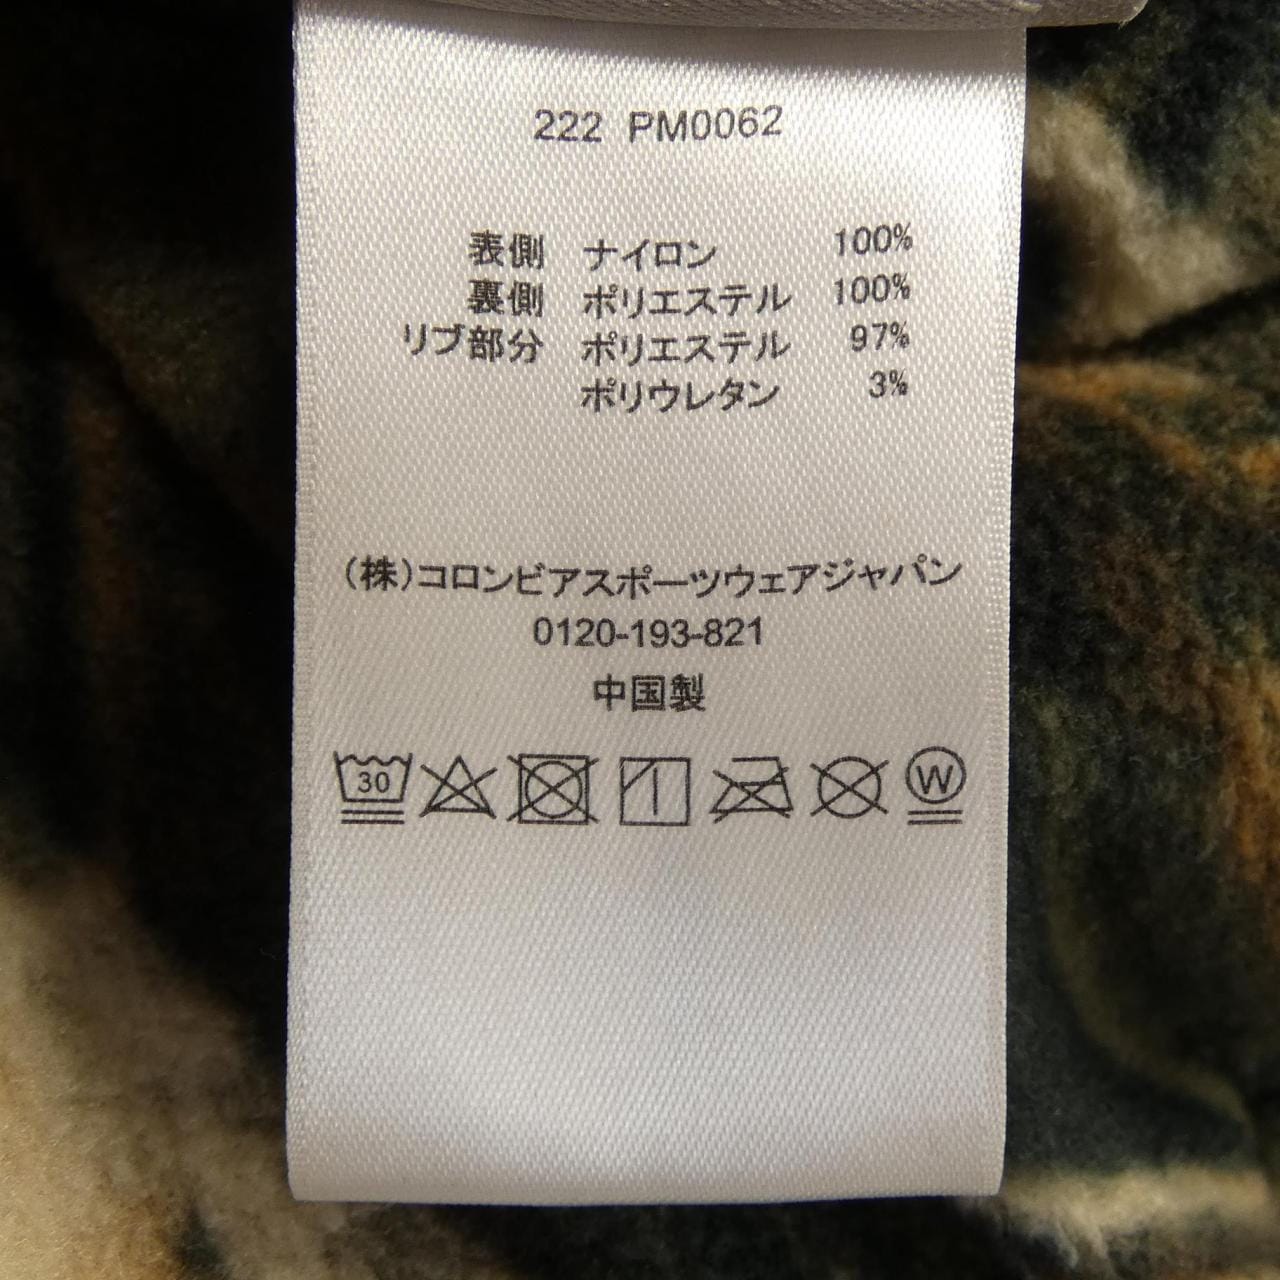 222 PM0062
表側 ナイロン 100%
裏側 ポリエステル 100%
リブ部分 ポリエステル 97%
ポリウレタン 3%
(株)コロンビアスポーツウェアジャパン
0120-193-821
中国製
30 W